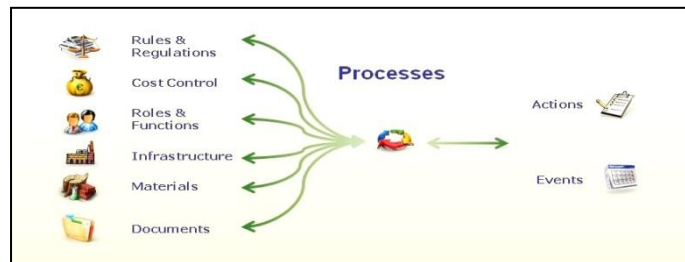 Rules &
Regulations
Cost Control
Roles &
Functions
Infrastructure
Materials
Documents
Processes
Actions
Events